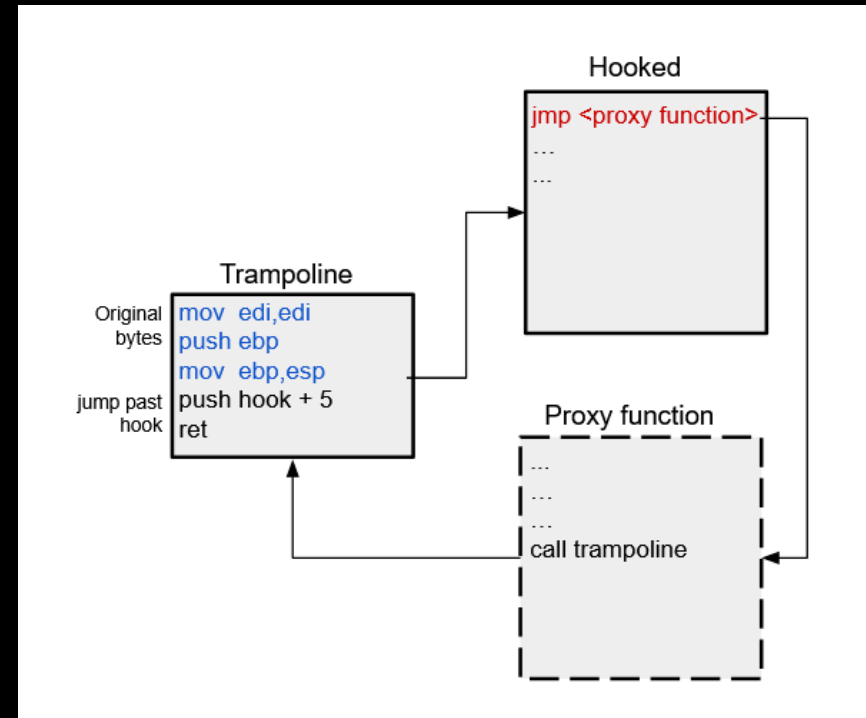 Hooked
jmp <proxy function>
...
...
Trampoline
Original
bytes
mov edi,edi
push ebp
mov ebp,esp
jump past
hook
push hook + 5
ret
Proxy function
...
...
...
call trampoline